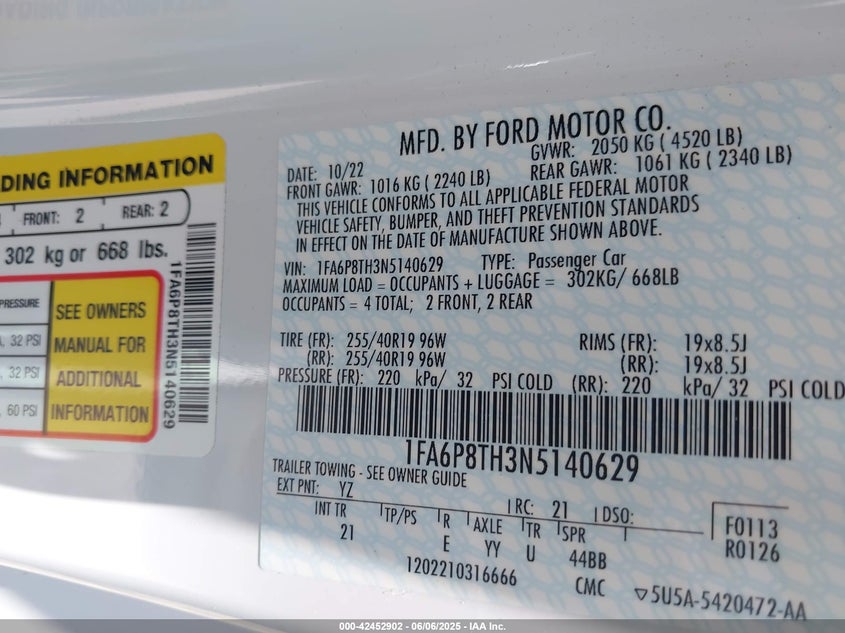 DING INFORMATION
FRONT: 2 REAR: 2
302 kg or 668 lbs.
PRESSURE
32 PSI
32 PSI
60 PSI
SEE OWNERS
MANUAL FOR
ADDITIONAL
INFORMATION
1FA6P8TH3N5140629
MFD. BY FORD MOTOR CO.
DATE: 10/22 GVWR: 2050 KG ( 4520 LB)
FRONT GAWR: 1016 KG ( 2240 LB) REAR GAWR: 1061 KG ( 2340 LB)
THIS VEHICLE CONFORMS TO ALL APPLICABLE FEDERAL MOTOR
VEHICLE SAFETY, BUMPER, AND THEFT PREVENTION STANDARDS
IN EFFECT ON THE DATE OF MANUFACTURE SHOWN ABOVE.
VIN: 1FA6P8TH3N5140629 TYPE: Passenger Car
MAXIMUM LOAD = OCCUPANTS + LUGGAGE = 302KG/ 668LB
OCCUPANTS = 4 TOTAL; 2 FRONT, 2 REAR
TIRE (FR): 255/40R19 96W RIMS (FR): 19x8.5J
(RR): 255/40R19 96W (RR): 19x8.5J
PRESSURE (FR): 220 kPa/ 32 PSI COLD (RR): 220 kPa/ 32 PSI COLD
1FA6P8TH3N5140629
TRAILER TOWING - SEE OWNER GUIDE
EXT PNT: YZ RC: 21 DSO:
INT TR TP/PS R AXLE TR SPR
21 E YY U 44BB
F0113
R0126
1202210316666 CMC 5U5A-5420472-AA
000-42452902 - 06/06/2025 - IAA Inc.